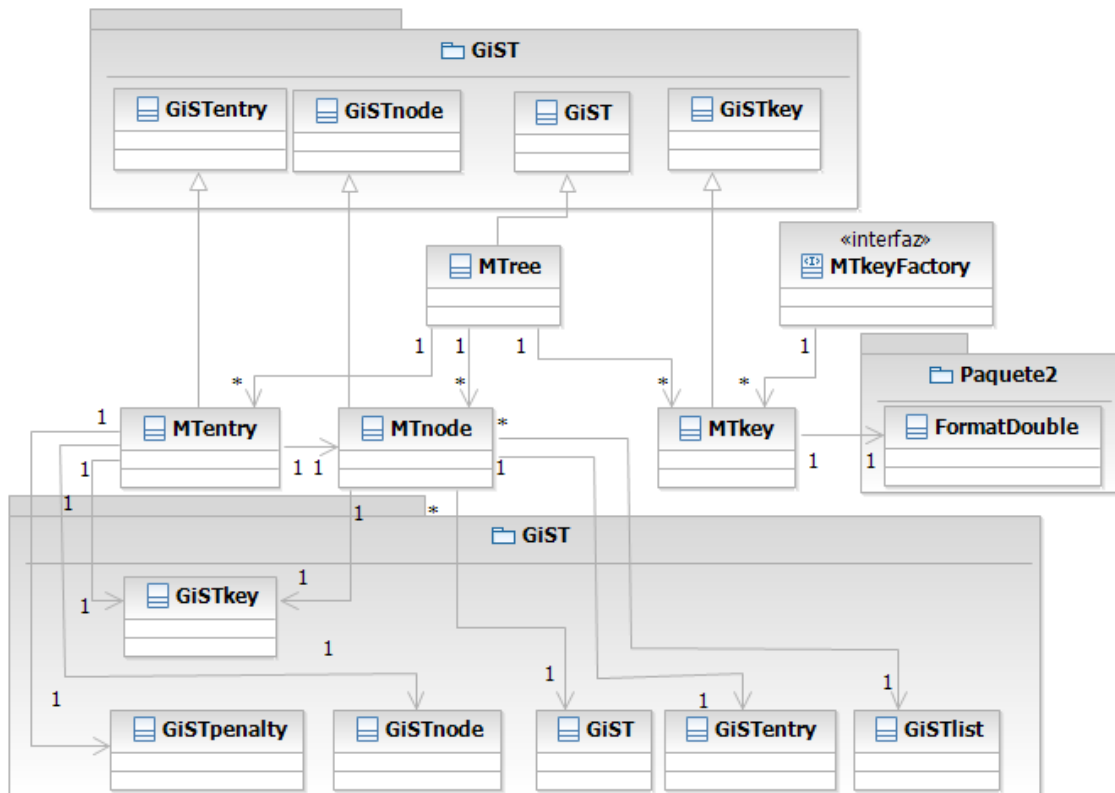 GiST
GiSTentry
GiSTnode
GiST
GiSTkey
«interfaz»
MTkeyFactory
MTree
1
1
1
1
*
*
*
*
Paquete2
1
MTentry
MTnode
*
MTkey
FormatDouble
1
1
1
1
1
1
1
1
1
*
GiST
1
GiSTkey
1
1
1
1
1
1
GiSTpenalty
GiSTnode
GiST
GiSTentry
GiSTlist